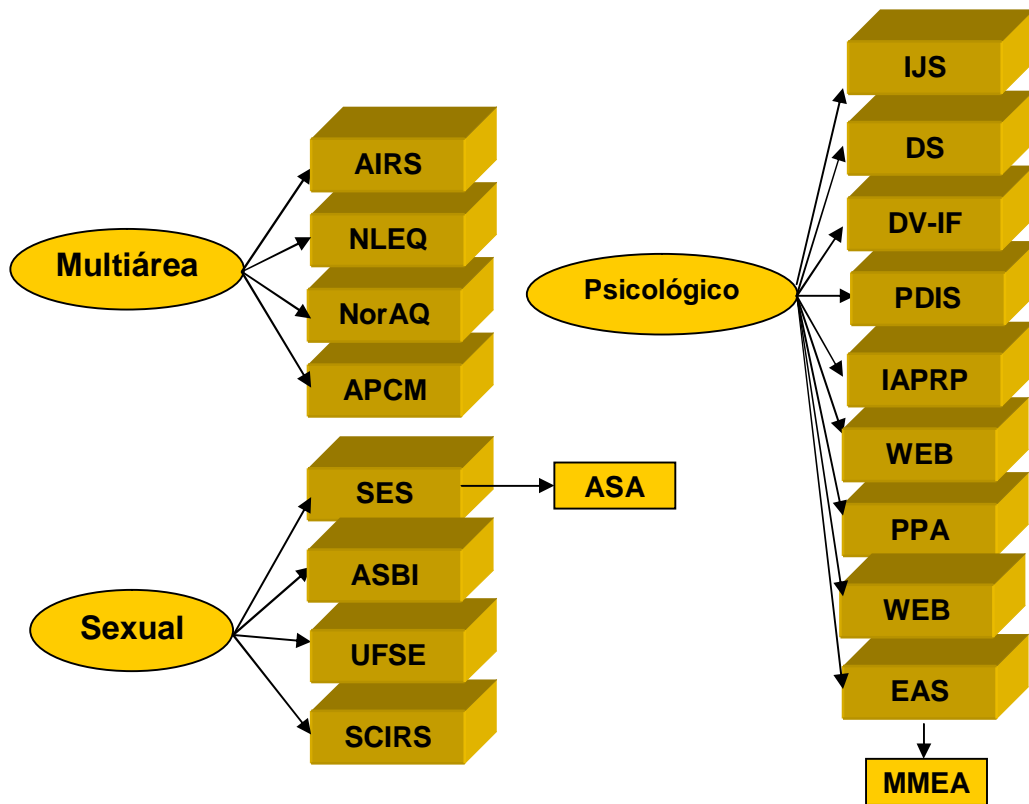 Multiárea
AIRS
NLEQ
NorAQ
APCM
Sexual
SES
ASA
ASBI
UFSE
SCIRS
Psicológico
IJS
DS
DV-IF
PDIS
IAPRP
WEB
PPA
WEB
EAS
MMEA